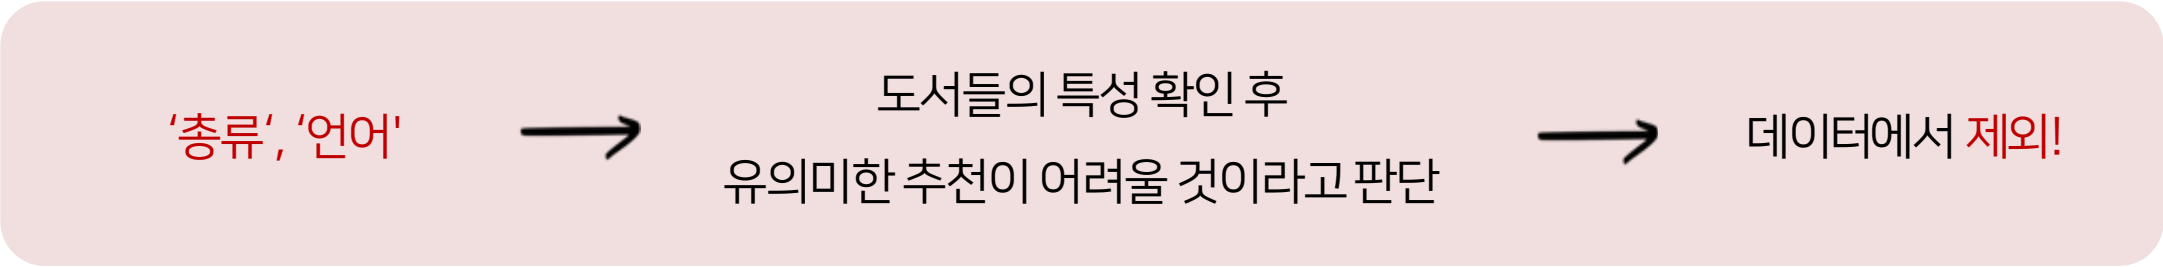 ‘총류‘, ‘언어'
도서들의 특성 확인 후
유의미한 추천이 어려울 것이라고 판단
데이터에서 제외!